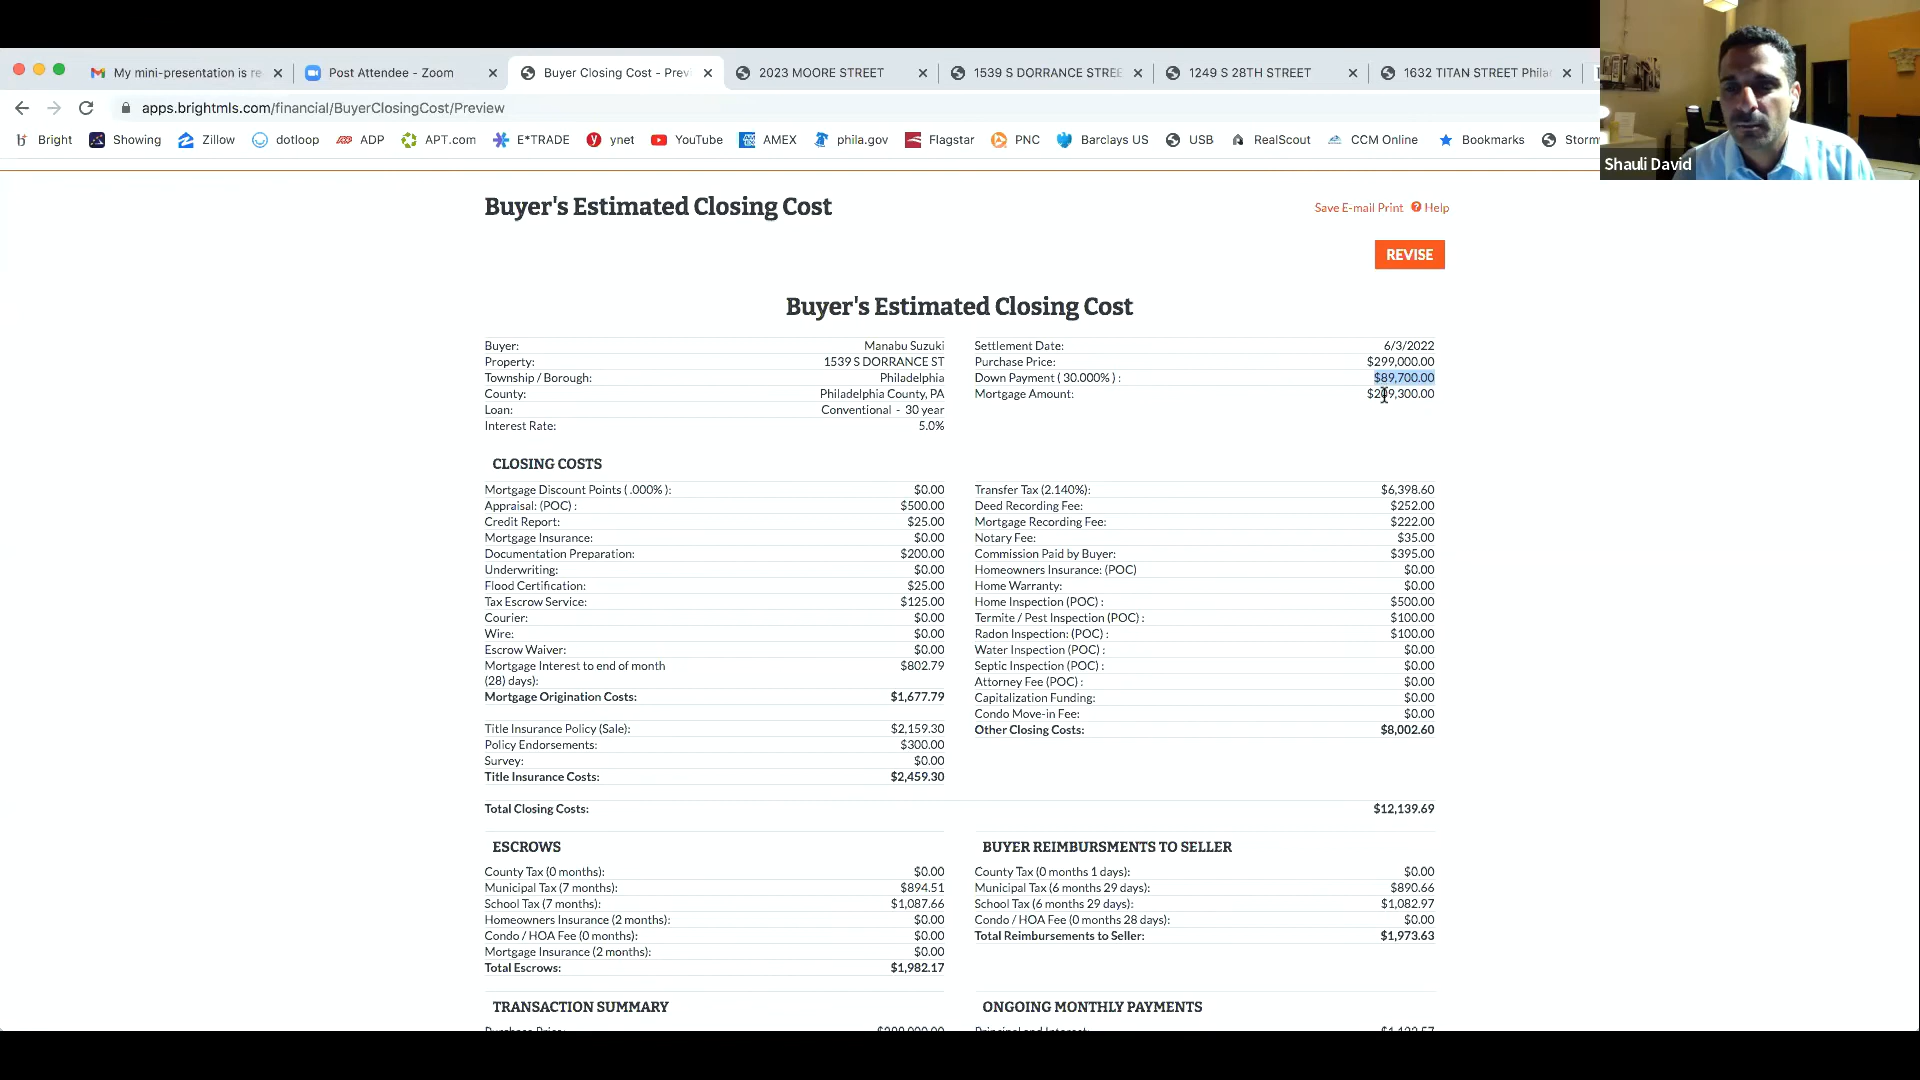 My mini-presentation is re
Post Attendee - Zoom
Buyer Closing Cost - Prev
2023 MOORE STREET
1539 S DORRANCE STREE
1249 S 28TH STREET
1632 TITAN STREET Phila
apps.brightmls.com/financial/BuyerClosingCost/Preview
Bright Showing Zillow dotloop ADP APT.com E*TRADE ynet YouTube AMEX phila.gov Flagstar PNC Barclays US USB RealScout CCM Online Bookmarks Storm
Shauli David
Buyer's Estimated Closing Cost
Save E-mail Print Help
REVISE
Buyer's Estimated Closing Cost
Buyer: Manabu Suzuki
Property: 1539 S DORRANCE ST
Township / Borough: Philadelphia
County: Philadelphia County, PA
Loan: Conventional - 30 year
Interest Rate: 5.0%
Settlement Date: 6/3/2022
Purchase Price: $299,000.00
Down Payment ( 30.000% ) : $89,700.00
Mortgage Amount: $209,300.00
CLOSING COSTS
Mortgage Discount Points ( .000% ): $0.00
Appraisal: (POC) : $500.00
Credit Report: $25.00
Mortgage Insurance: $0.00
Documentation Preparation: $200.00
Underwriting: $0.00
Flood Certification: $25.00
Tax Escrow Service: $125.00
Courier: $0.00
Wire: $0.00
Escrow Waiver: $0.00
Mortgage Interest to end of month $802.79
(28) days):
Mortgage Origination Costs: $1,677.79
Title Insurance Policy (Sale): $2,159.30
Policy Endorsements: $300.00
Survey: $0.00
Title Insurance Costs: $2,459.30
Transfer Tax (2.140%): $6,398.60
Deed Recording Fee: $252.00
Mortgage Recording Fee: $222.00
Notary Fee: $35.00
Commission Paid by Buyer: $395.00
Homeowners Insurance: (POC) $0.00
Home Warranty: $0.00
Home Inspection (POC) : $500.00
Termite / Pest Inspection (POC) : $100.00
Radon Inspection: (POC) : $100.00
Water Inspection (POC) : $0.00
Septic Inspection (POC) : $0.00
Attorney Fee (POC) : $0.00
Capitalization Funding: $0.00
Condo Move-in Fee: $0.00
Other Closing Costs: $8,002.60
Total Closing Costs: $12,139.69
ESCROWS
County Tax (0 months): $0.00
Municipal Tax (7 months): $894.51
School Tax (7 months): $1,087.66
Homeowners Insurance (2 months): $0.00
Condo / HOA Fee (0 months): $0.00
Mortgage Insurance (2 months): $0.00
Total Escrows: $1,982.17
BUYER REIMBURSMENTS TO SELLER
County Tax (0 months 1 days): $0.00
Municipal Tax (6 months 29 days): $890.66
School Tax (6 months 29 days): $1,082.97
Condo / HOA Fee (0 months 28 days): $0.00
Total Reimbursements to Seller: $1,973.63
TRANSACTION SUMMARY
Purchase Price: $299,000.00
ONGOING MONTHLY PAYMENTS
Principal and Interest: